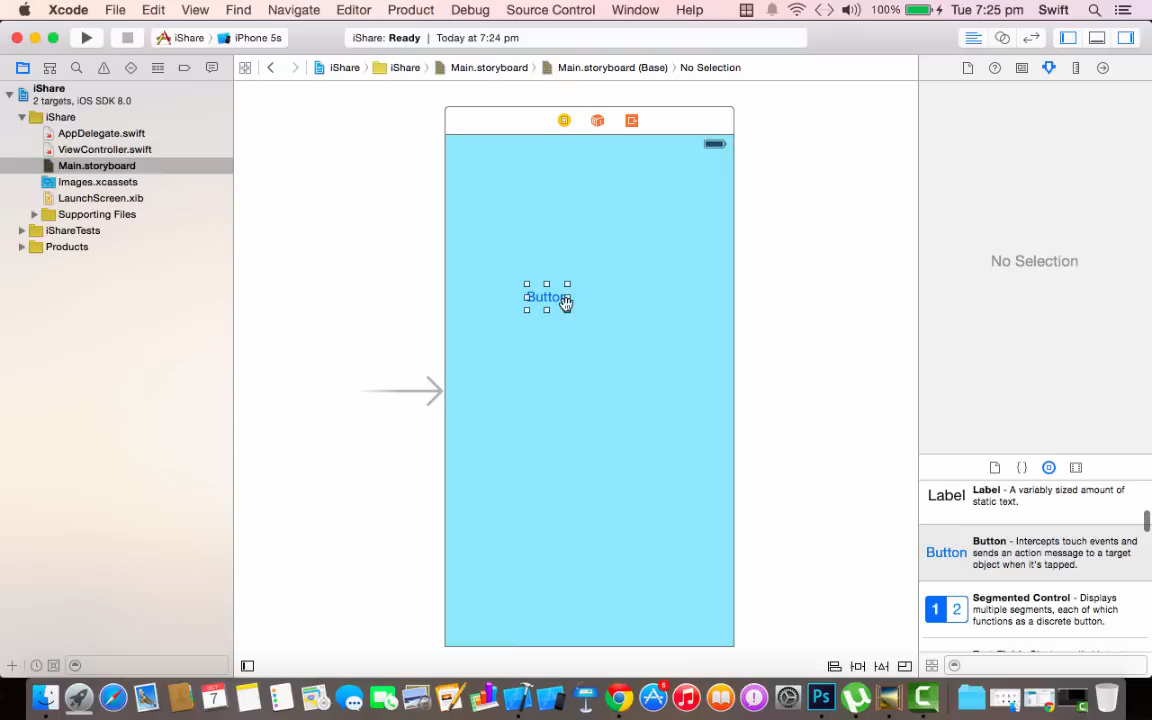 Xcode File Edit View Find Navigate Editor Product Debug Source Control Window Help 100% Tue 7:25 pm Swift
iShare iPhone 5s iShare: Ready Today at 7:24 pm
iShare iShare Main.storyboard Main.storyboard (Base) No Selection
iShare
2 targets, iOS SDK 8.0
iShare
AppDelegate.swift
ViewController.swift
Main.storyboard
Images.xcassets
LaunchScreen.xib
Supporting Files
iShareTests
Products
Button
No Selection
Label
Label - A variably sized amount of
static text.
Button
Button - Intercepts touch events and
sends an action message to a target
object when it's tapped.
1 2
Segmented Control - Displays
multiple segments, each of which
functions as a discrete button.
OCT
7
6
Ps